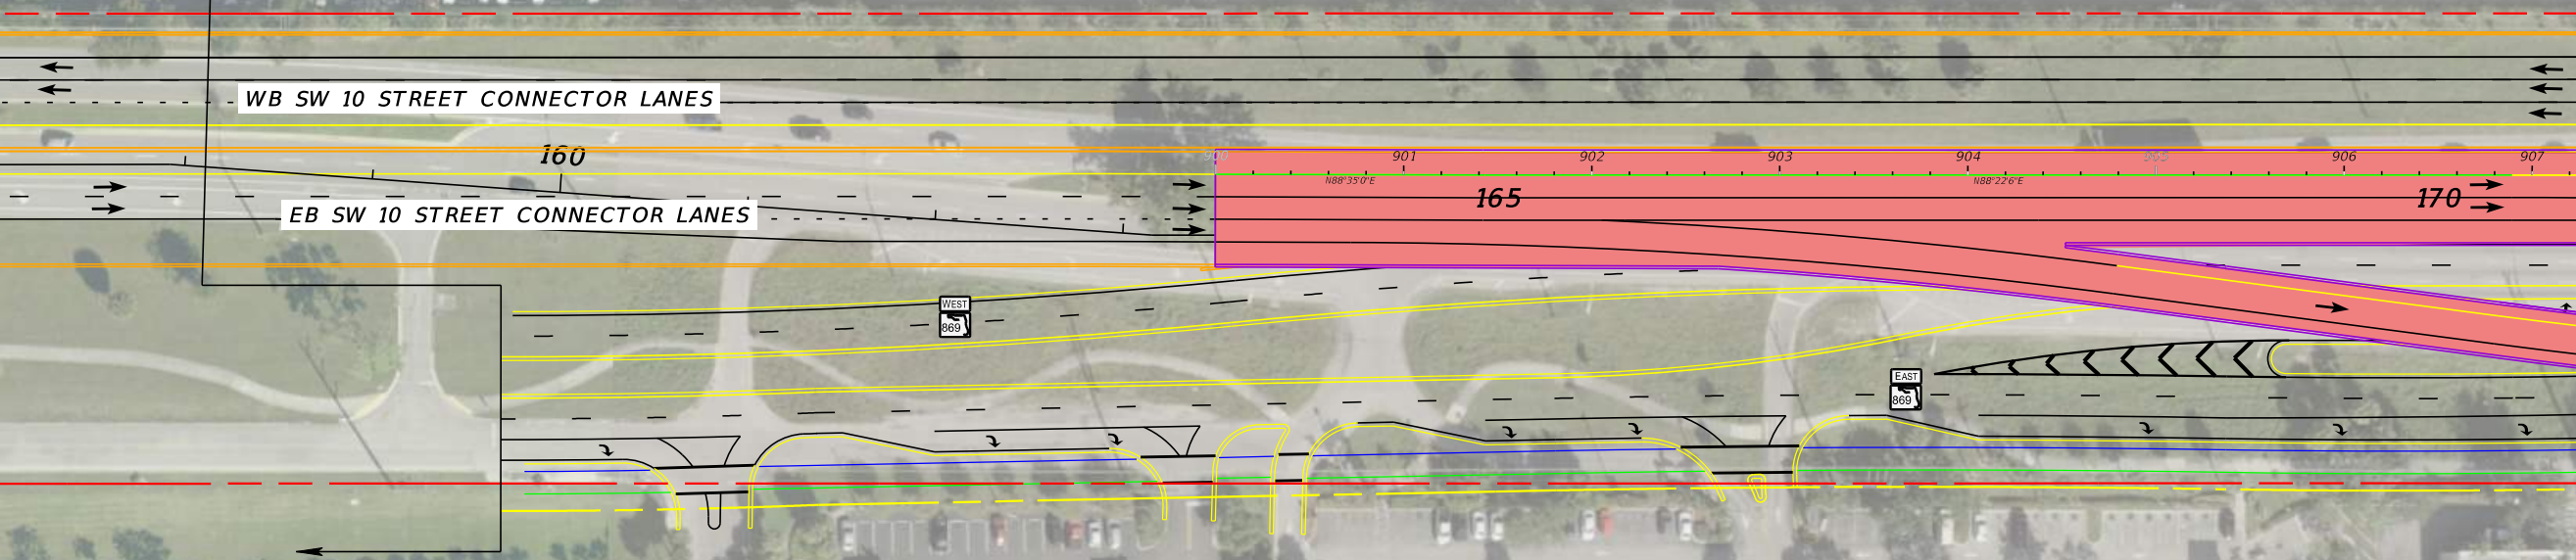 WB SW 10 STREET CONNECTOR LANES
160
900
901
902
903
904
905
906
907
N88°35'0"E
N88°22'6"E
165
170
EB SW 10 STREET CONNECTOR LANES
WEST
869
EAST
869